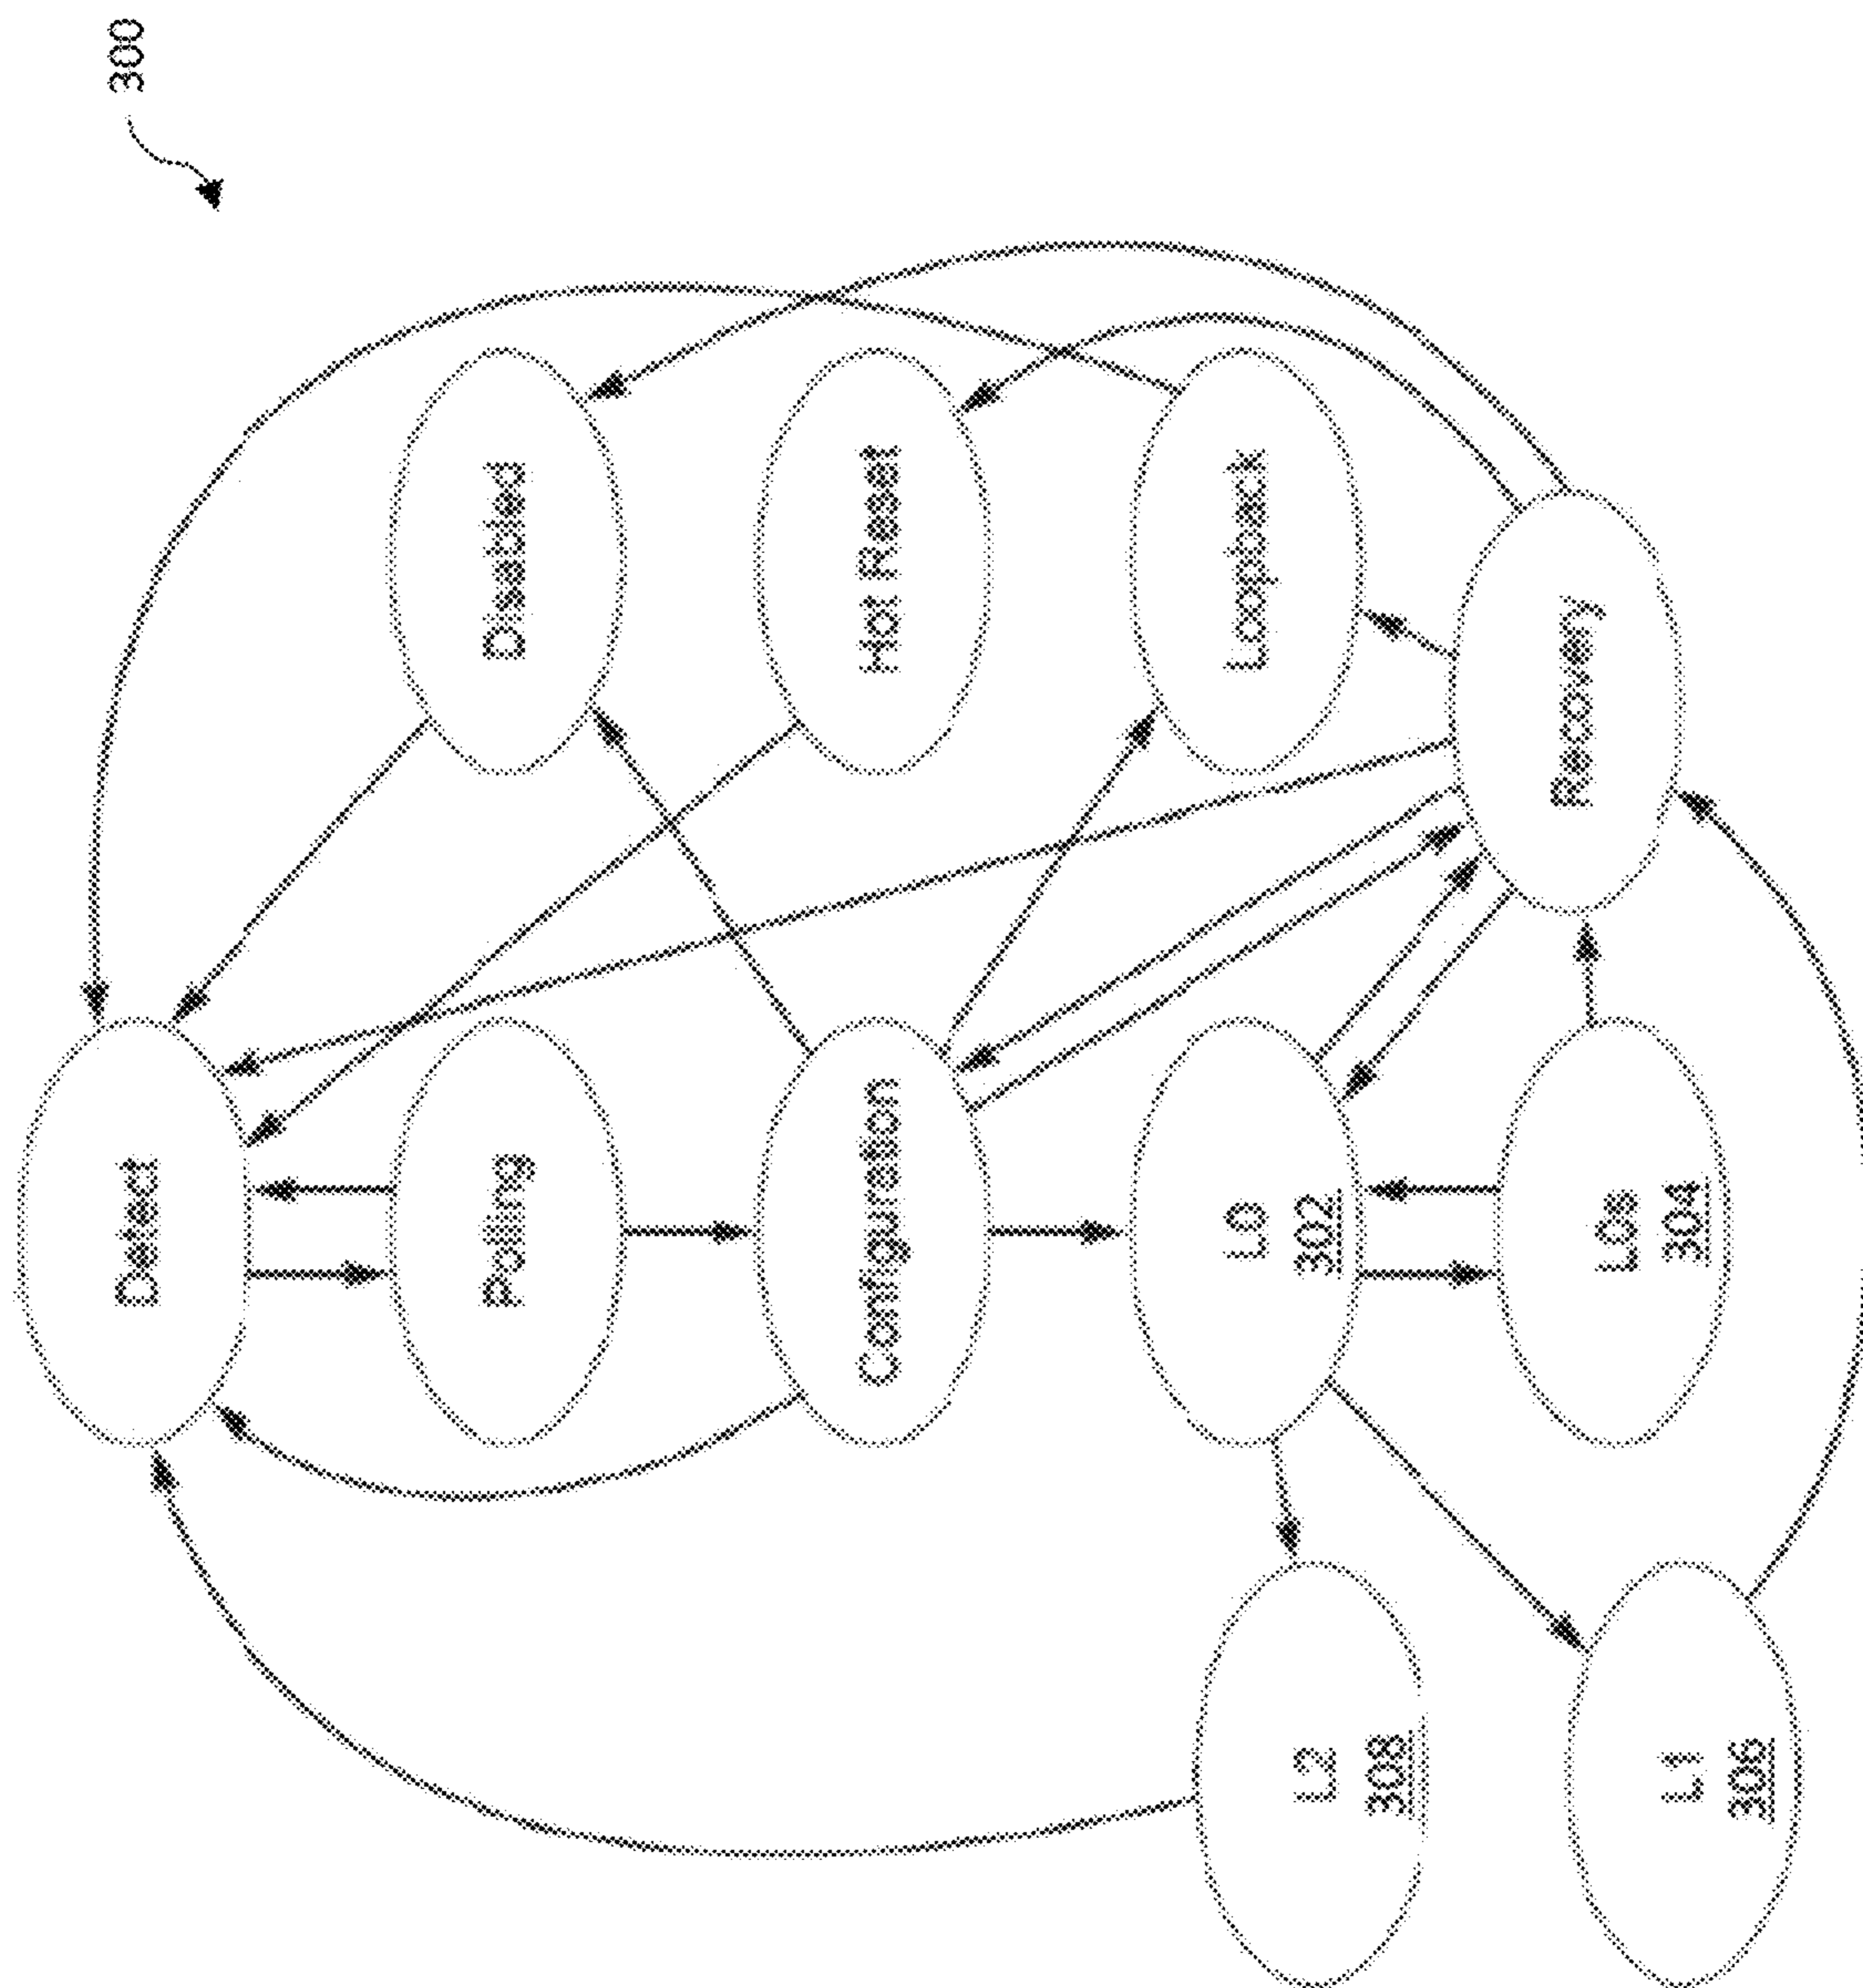 300
Detect
Polling
Configuration
L0
302
L0s
304
L2
308
L1
306
Disabled
Hot Reset
Loopback
Recovery